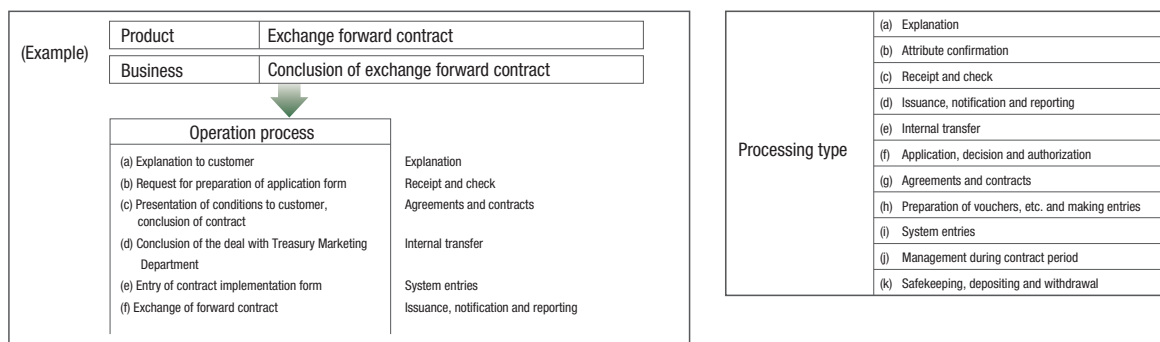 (Example)
Product Exchange forward contract
Business Conclusion of exchange forward contract
Operation process
(a) Explanation to customer Explanation
(b) Request for preparation of application form Receipt and check
(c) Presentation of conditions to customer, Agreements and contracts
conclusion of contract
(d) Conclusion of the deal with Treasury Marketing Internal transfer
Department
(e) Entry of contract implementation form System entries
(f) Exchange of forward contract Issuance, notification and reporting
Processing type
(a) Explanation
(b) Attribute confirmation
(c) Receipt and check
(d) Issuance, notification and reporting
(e) Internal transfer
(f) Application, decision and authorization
(g) Agreements and contracts
(h) Preparation of vouchers, etc. and making entries
(i) System entries
(j) Management during contract period
(k) Safekeeping, depositing and withdrawal